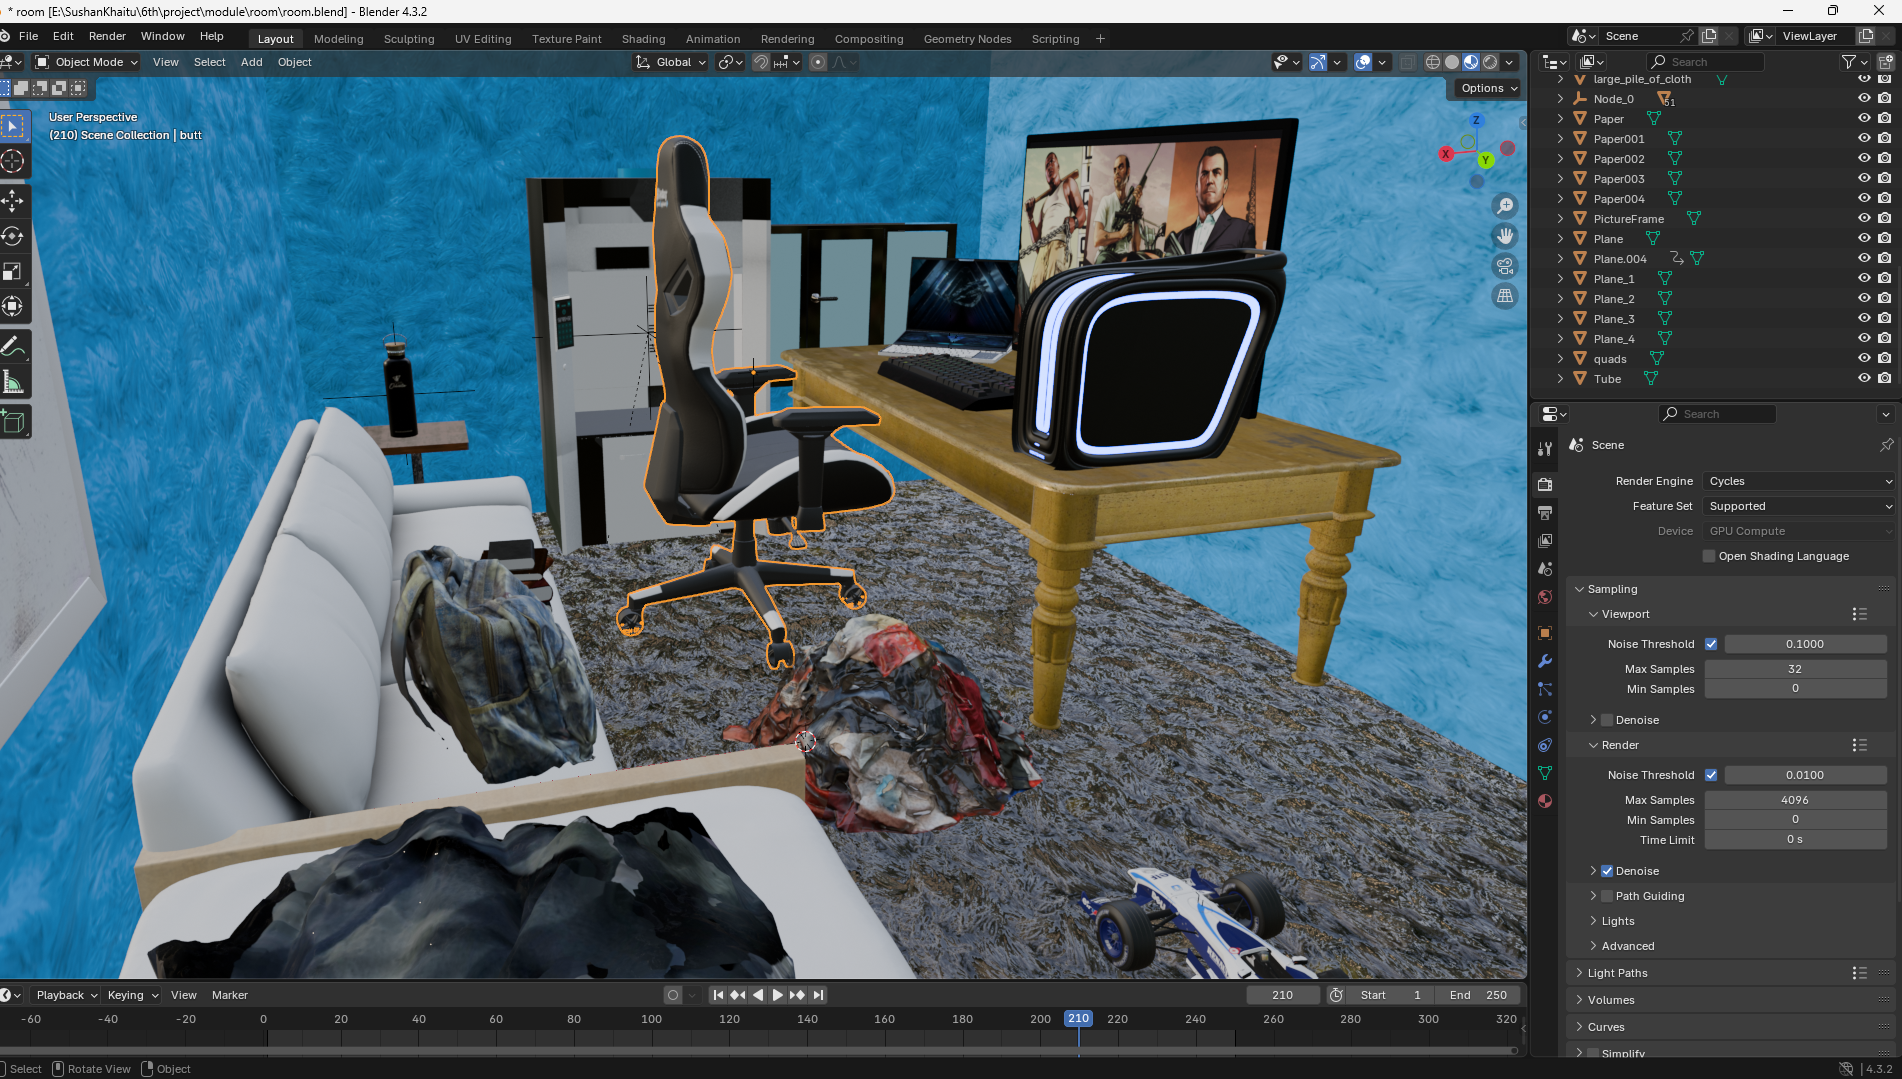 * room [E:\SushanKhaitu\6th\project\module\room\room.blend] - Blender 4.3.2
File Edit Render Window Help
Layout Modeling Sculpting UV Editing Texture Paint Shading Animation Rendering Compositing Geometry Nodes Scripting +
Scene
ViewLayer
Object Mode View Select Add Object
Global
Search
Options
User Perspective
(210) Scene Collection | butt
Z
X
Y
large_pile_of_cloth
Node_0 51
Paper
Paper001
Paper002
Paper003
Paper004
PictureFrame
Plane
Plane.004
Plane_1
Plane_2
Plane_3
Plane_4
quads
Tube
Search
Scene
Render Engine Cycles
Feature Set Supported
Device GPU Compute
Open Shading Language
Sampling
Viewport
Noise Threshold 0.1000
Max Samples 32
Min Samples 0
Denoise
Render
Noise Threshold 0.0100
Max Samples 4096
Min Samples 0
Time Limit 0 s
Denoise
Path Guiding
Lights
Advanced
Light Paths
Volumes
Curves
Simplify
Playback Keying View Marker
210 Start 1 End 250
-60 -40 -20 0 20 40 60 80 100 120 140 160 180 200 210 220 240 260 280 300 320
Select Rotate View Object
4.3.2